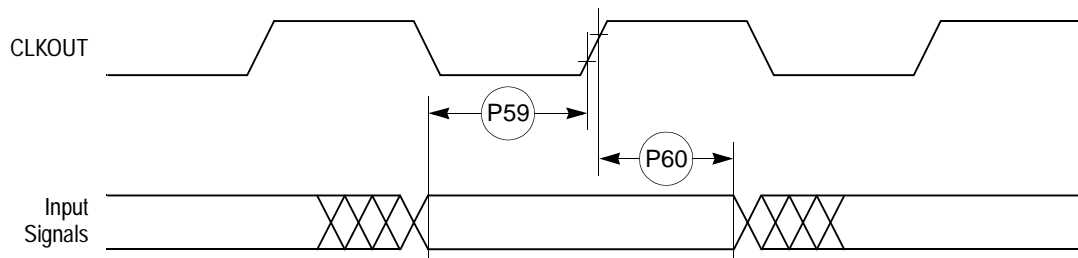 CLKOUT
P59
P60
Input
Signals